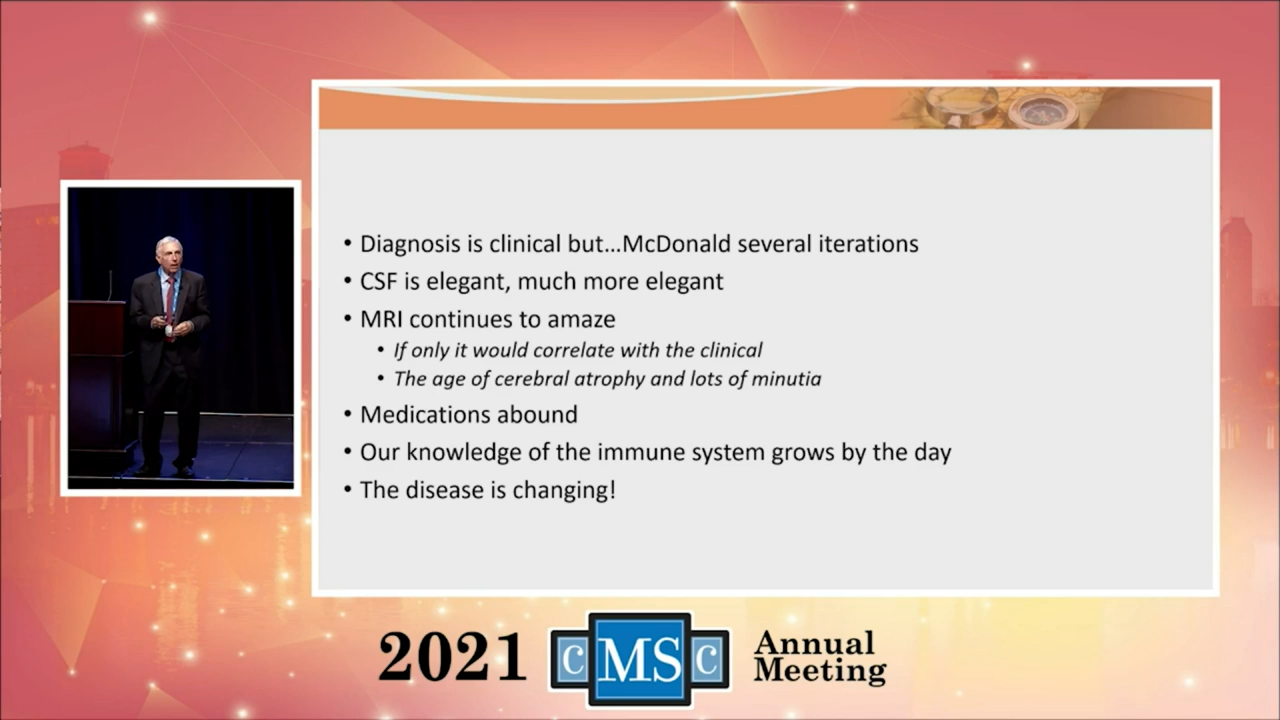 • Diagnosis is clinical but...McDonald several iterations
• CSF is elegant, much more elegant
• MRI continues to amaze
• If only it would correlate with the clinical
• The age of cerebral atrophy and lots of minutia
• Medications abound
• Our knowledge of the immune system grows by the day
• The disease is changing!
2021 CMSC Annual
Meeting